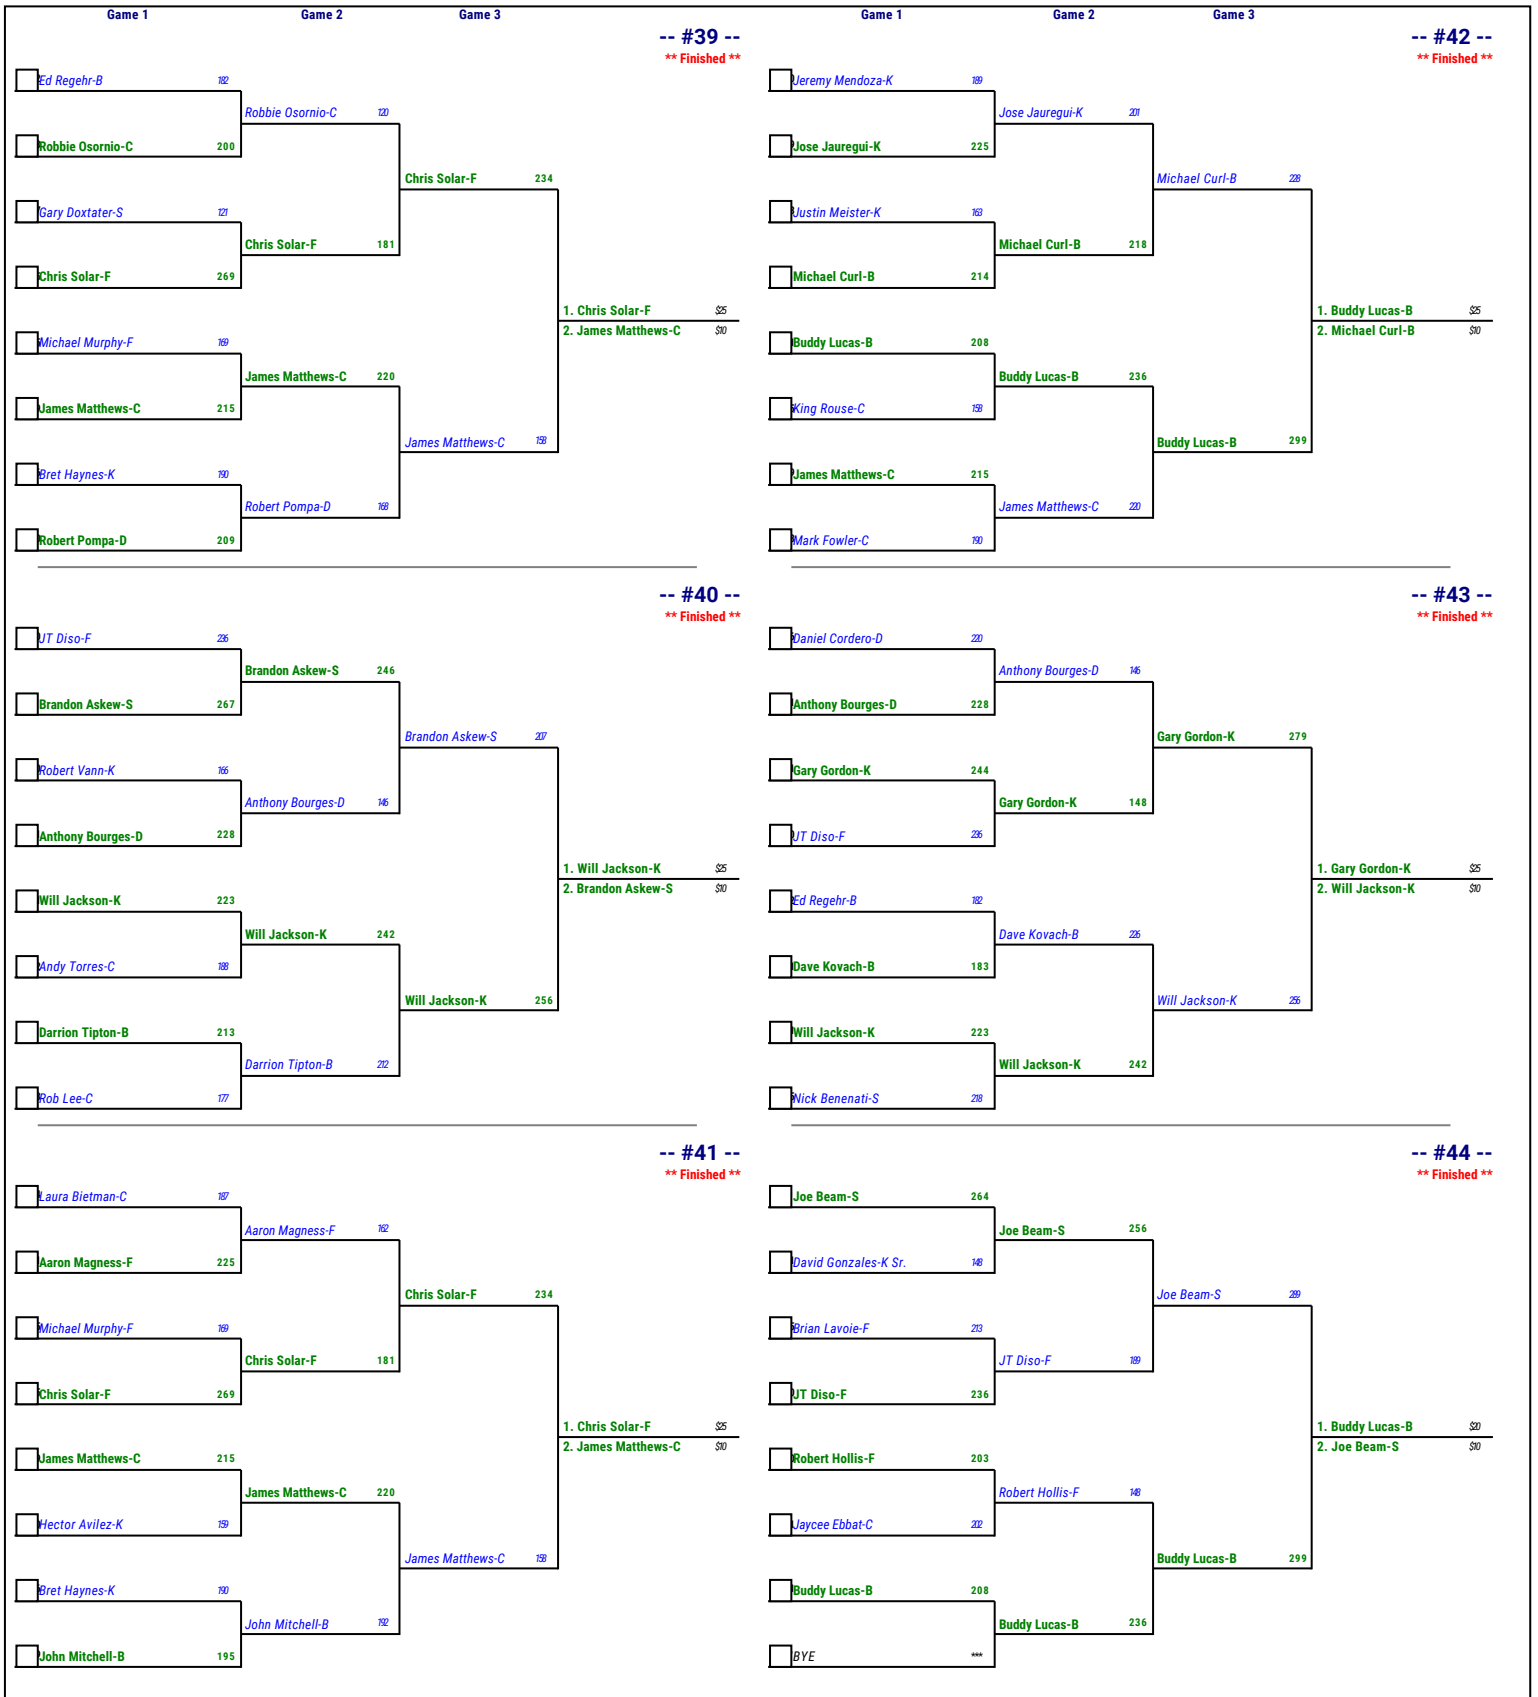 Game 1 Game 2 Game 3
-- #39 --
** Finished **
Ed Regehr-B 182
Robbie Osornio-C 120
Robbie Osornio-C 200
Chris Solar-F 234
Gary Doxtater-S 121
Chris Solar-F 181
Chris Solar-F 269
1. Chris Solar-F $25
2. James Matthews-C $10
Michael Murphy-F 169
James Matthews-C 220
James Matthews-C 215
James Matthews-C 158
Bret Haynes-K 190
Robert Pompa-D 168
Robert Pompa-D 209
-- #40 --
** Finished **
JT Diso-F 236
Brandon Askew-S 246
Brandon Askew-S 267
Brandon Askew-S 207
Robert Vann-K 166
Anthony Bourges-D 146
Anthony Bourges-D 228
1. Will Jackson-K $25
2. Brandon Askew-S $10
Will Jackson-K 223
Will Jackson-K 242
Andy Torres-C 188
Will Jackson-K 256
Darrion Tipton-B 213
Darrion Tipton-B 212
Rob Lee-C 177
-- #41 --
** Finished **
Laura Bietman-C 187
Aaron Magness-F 162
Aaron Magness-F 225
Chris Solar-F 234
Michael Murphy-F 169
Chris Solar-F 181
Chris Solar-F 269
1. Chris Solar-F $25
2. James Matthews-C $10
James Matthews-C 215
James Matthews-C 220
Hector Avilez-K 159
James Matthews-C 158
Bret Haynes-K 190
John Mitchell-B 192
John Mitchell-B 195
Game 1 Game 2 Game 3
-- #42 --
** Finished **
Jeremy Mendoza-K 189
Jose Jauregui-K 201
Jose Jauregui-K 225
Michael Curl-B 228
Justin Meister-K 163
Michael Curl-B 218
Michael Curl-B 214
1. Buddy Lucas-B $25
2. Michael Curl-B $10
Buddy Lucas-B 208
Buddy Lucas-B 236
King Rouse-C 158
Buddy Lucas-B 299
James Matthews-C 215
James Matthews-C 220
Mark Fowler-C 190
-- #43 --
** Finished **
Daniel Cordero-D 220
Anthony Bourges-D 146
Anthony Bourges-D 228
Gary Gordon-K 279
Gary Gordon-K 244
Gary Gordon-K 148
JT Diso-F 236
1. Gary Gordon-K $25
2. Will Jackson-K $10
Ed Regehr-B 182
Dave Kovach-B 226
Dave Kovach-B 183
Will Jackson-K 256
Will Jackson-K 223
Will Jackson-K 242
Nick Benenati-S 218
-- #44 --
** Finished **
Joe Beam-S 264
Joe Beam-S 256
David Gonzales-K Sr. 148
Joe Beam-S 289
Brian Lavoie-F 213
JT Diso-F 189
JT Diso-F 236
1. Buddy Lucas-B $20
2. Joe Beam-S $10
Robert Hollis-F 203
Robert Hollis-F 148
Jaycee Ebbat-C 202
Buddy Lucas-B 299
Buddy Lucas-B 208
Buddy Lucas-B 236
BYE ***